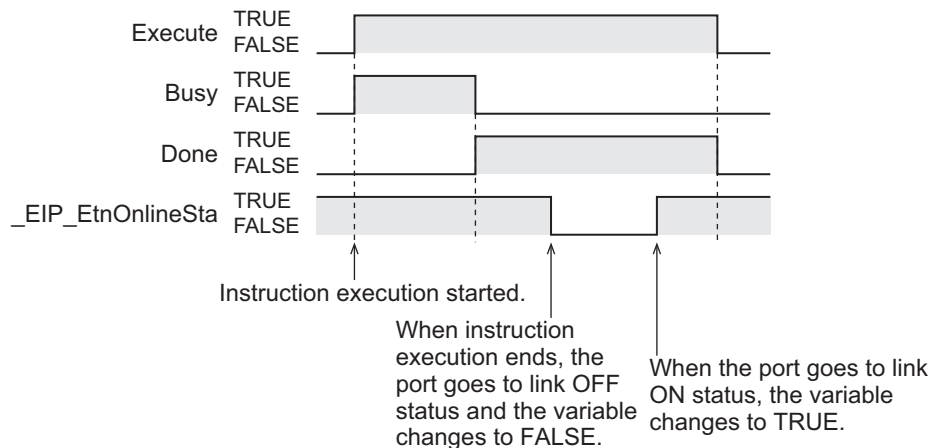 Execute TRUE
FALSE
Busy TRUE
FALSE
Done TRUE
FALSE
_EIP_EtnOnlineSta TRUE
FALSE
Instruction execution started.
When instruction
execution ends, the
port goes to link OFF
status and the variable
changes to FALSE.
When the port goes to link
ON status, the variable
changes to TRUE.